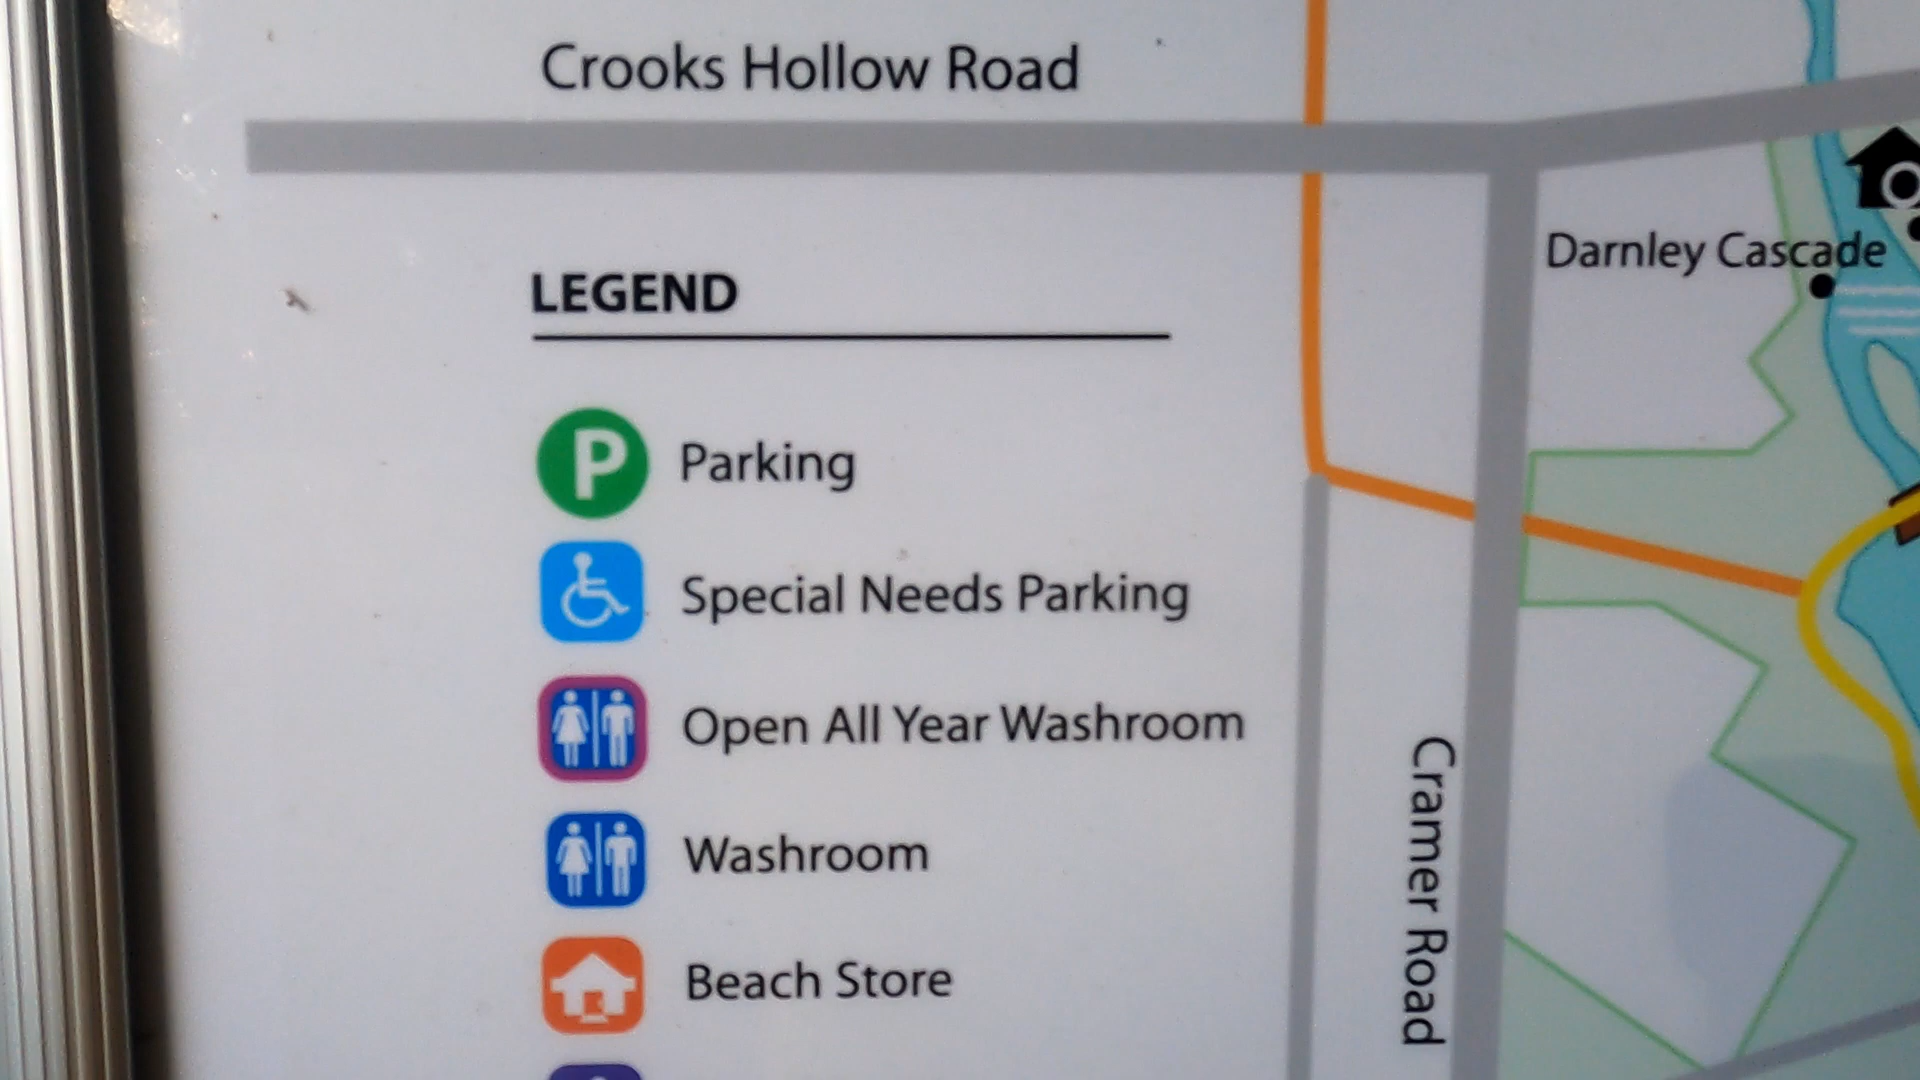 Crooks Hollow Road
Darnley Cascade
LEGEND
P Parking
Special Needs Parking
Open All Year Washroom
Washroom
Beach Store
Cramer Road